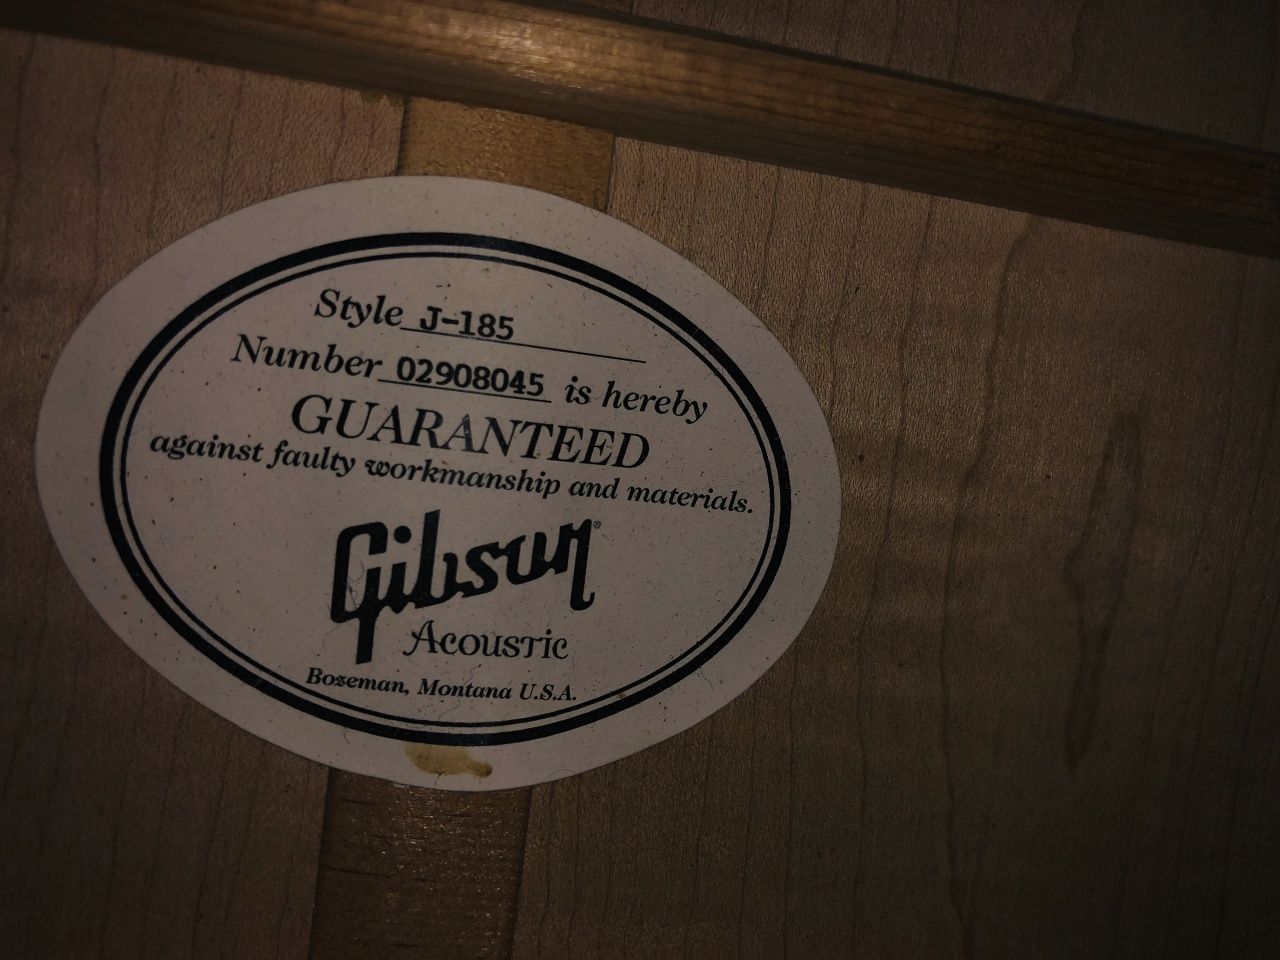 Style J-185
Number 02908045 is hereby
GUARANTEED
against faulty workmanship and materials.
Gibson®
Acoustic
Bozeman, Montana U.S.A.